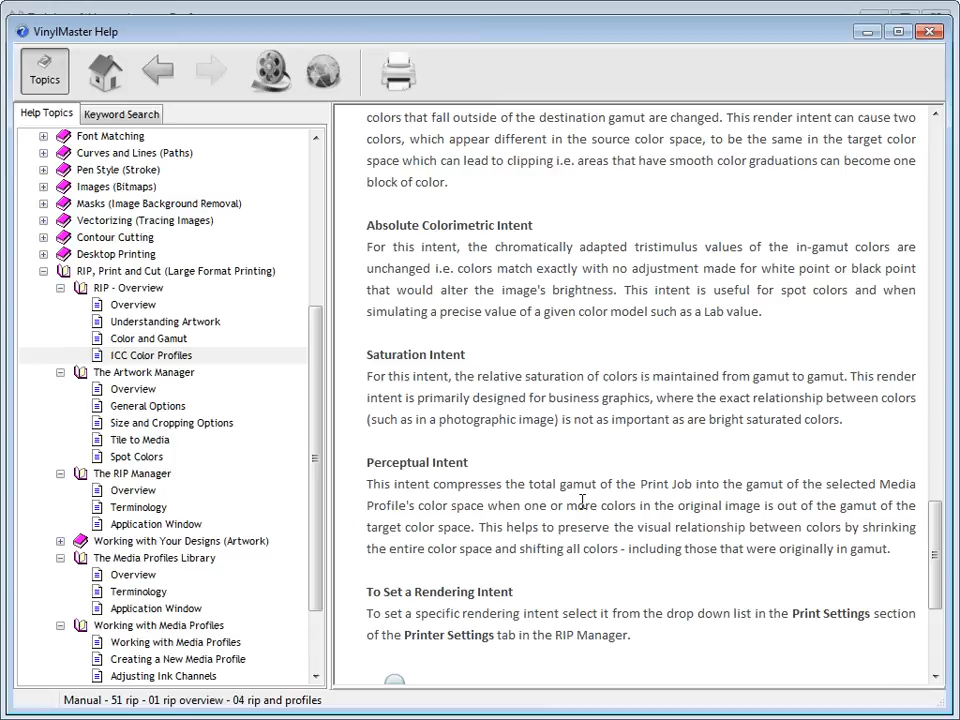 VinylMaster Help
Topics
Help Topics
Keyword Search
Font Matching
Curves and Lines (Paths)
Pen Style (Stroke)
Images (Bitmaps)
Masks (Image Background Removal)
Vectorizing (Tracing Images)
Contour Cutting
Desktop Printing
RIP, Print and Cut (Large Format Printing)
RIP - Overview
Overview
Understanding Artwork
Color and Gamut
ICC Color Profiles
The Artwork Manager
Overview
General Options
Size and Cropping Options
Tile to Media
Spot Colors
The RIP Manager
Overview
Terminology
Application Window
Working with Your Designs (Artwork)
The Media Profiles Library
Overview
Terminology
Application Window
Working with Media Profiles
Working with Media Profiles
Creating a New Media Profile
Adjusting Ink Channels
colors that fall outside of the destination gamut are changed. This render intent can cause two
colors, which appear different in the source color space, to be the same in the target color
space which can lead to clipping i.e. areas that have smooth color graduations can become one
block of color.
Absolute Colorimetric Intent
For this intent, the chromatically adapted tristimulus values of the in-gamut colors are
unchanged i.e. colors match exactly with no adjustment made for white point or black point
that would alter the image's brightness. This intent is useful for spot colors and when
simulating a precise value of a given color model such as a Lab value.
Saturation Intent
For this intent, the relative saturation of colors is maintained from gamut to gamut. This render
intent is primarily designed for business graphics, where the exact relationship between colors
(such as in a photographic image) is not as important as are bright saturated colors.
Perceptual Intent
This intent compresses the total gamut of the Print Job into the gamut of the selected Media
Profile's color space when one or more colors in the original image is out of the gamut of the
target color space. This helps to preserve the visual relationship between colors by shrinking
the entire color space and shifting all colors - including those that were originally in gamut.
To Set a Rendering Intent
To set a specific rendering intent select it from the drop down list in the Print Settings section
of the Printer Settings tab in the RIP Manager.
Manual - 51 rip - 01 rip overview - 04 rip and profiles